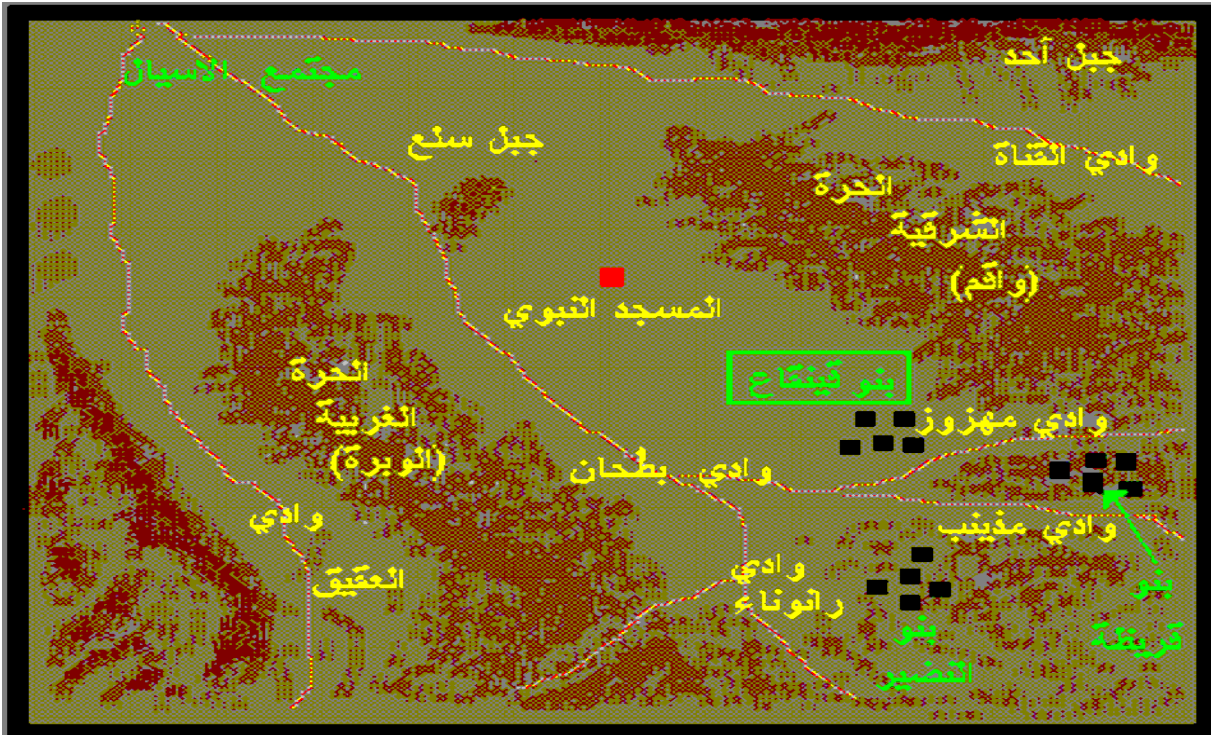 جبل أحد
مجتمع الاسيال
جبل سلع
وادي القناة
الحرة
الشرقية
(واقم)
المسجد النبوي
بنو قينقاع
الحرة
الغربية
(الوبرة)
وادي مهزوز
وادي بطحان
وادي
العقيق
وادي مذينب
وادي
رانوناء
بنو
قريظة
بنو
النضير